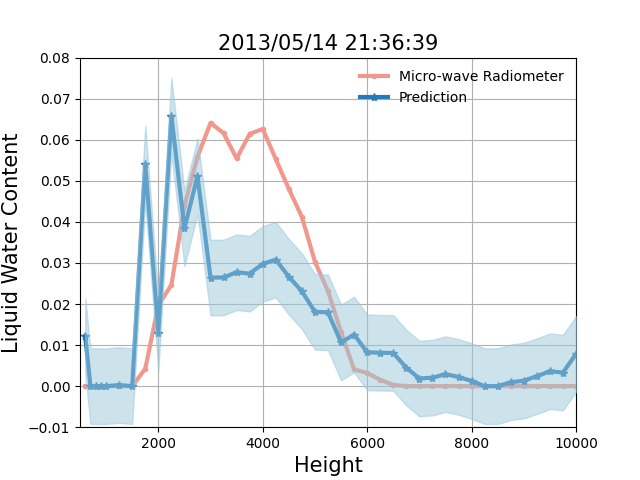 2013/05/14 21:36:39
Micro-wave Radiometer
Prediction
Liquid Water Content
0.08
0.07
0.06
0.05
0.04
0.03
0.02
0.01
0.00
−0.01
2000 4000 6000 8000 10000
Height